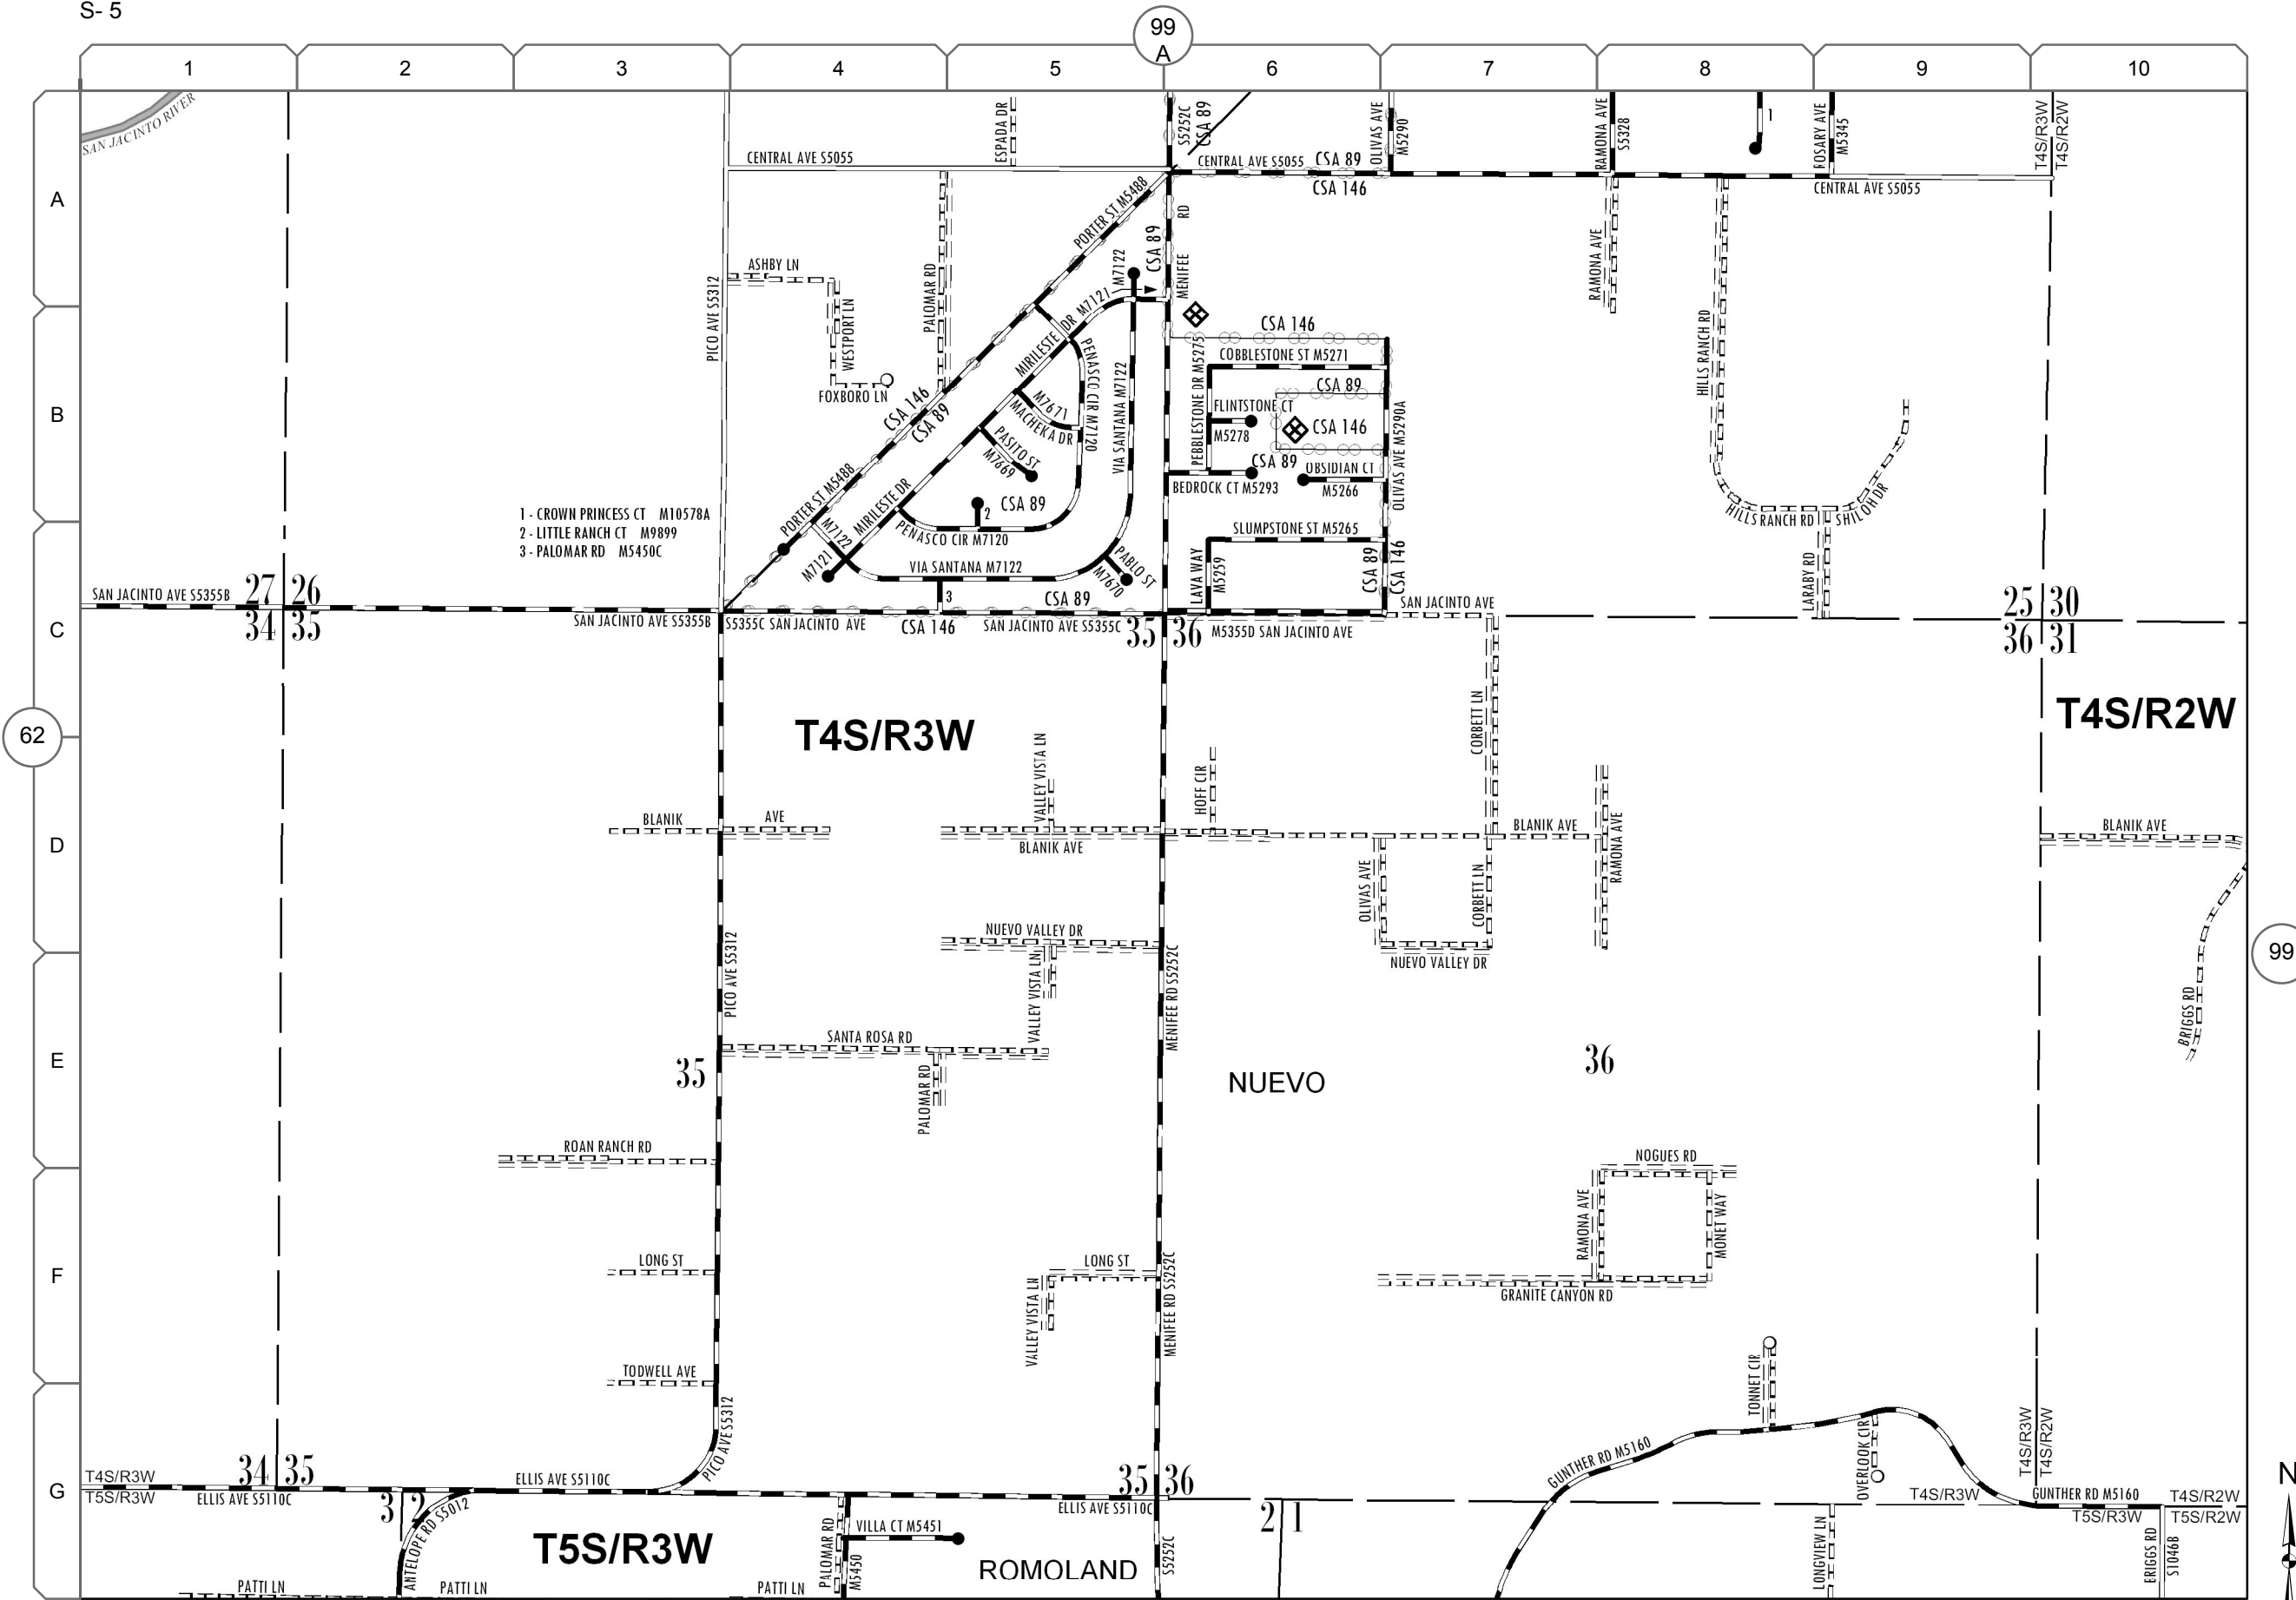 S- 5
99
A
1
2
3
4
5
6
7
8
9
10
A
B
C
D
E
F
G
62
99
N
SAN JACINTO RIVER
ESPADA DR
S5252C
CSA 89
OLIVAS AVE
M5290
RAMONA AVE
S5328
1
ROSARY AVE
M5345
T4S/R3W
T4S/R2W
CENTRAL AVE S5055
CENTRAL AVE S5055
CSA 89
CSA 146
CENTRAL AVE S5055
PORTER ST M5488
RD
MENIFEE
CSA 89
M7122
ASHBY LN
PALOMAR RD
WESTPORT LN
FOXBORO LN
PICO AVE S5312
RAMONA AVE
HILLS RANCH RD
MIRILESTE DR M7121
PENASCO CIR M7120
VIA SANTANA M7122
M7671
MACHEKA DR
PASITO ST
M7669
CSA 146
CSA 89
CSA 146
COBBLESTONE ST M5271
PEBBLESTONE DR M5275
CSA 89
FLINTSTONE CT
M5278
CSA 146
CSA 89
OBSIDIAN CT
M5266
BEDROCK CT M5293
OLIVAS AVE M5290A
PORTER ST M5488
MIRILESTE DR
CSA 89
2
1 - CROWN PRINCESS CT M10578A
2 - LITTLE RANCH CT M9899
3 - PALOMAR RD M5450C
M7122
M7121
PENASCO CIR M7120
VIA SANTANA M7122
PABLO ST
M7670
SLUMPSTONE ST M5265
LAVA WAY
M5259
CSA 89
CSA 146
HILLS RANCH RD
SHILOH DR
LARABY RD
SAN JACINTO AVE S5355B
27
26
34
35
SAN JACINTO AVE S5355B
S5355C SAN JACINTO AVE
3
CSA 146
CSA 89
SAN JACINTO AVE S5355C
35
36
M5355D SAN JACINTO AVE
SAN JACINTO AVE
25
30
36
31
T4S/R3W
T4S/R2W
CORBETT LN
VALLEY VISTA LN
HOFF CIR
BLANIK
AVE
BLANIK AVE
BLANIK AVE
RAMONA AVE
BLANIK AVE
OLIVAS AVE
CORBETT LN
NUEVO VALLEY DR
NUEVO VALLEY DR
PICO AVE S5312
VALLEY VISTA LN
MENIFEE RD S5252C
BRIGGS RD
SANTA ROSA RD
PALOMAR RD
35
NUEVO
36
ROAN RANCH RD
NOGUES RD
RAMONA AVE
MONET WAY
GRANITE CANYON RD
LONG ST
LONG ST
VALLEY VISTA LN
MENIFEE RD S5252C
TODWELL AVE
PICO AVE S5312
TONNET CIR
OVERLOOK CIR
GUNTHER RD M5160
T4S/R3W
T4S/R2W
T4S/R3W
T5S/R3W
34
35
ELLIS AVE S5110C
ELLIS AVE S5110C
3
2
ANTELOPE RD S5012
35
36
ELLIS AVE S5110C
2
1
T4S/R3W
GUNTHER RD M5160
T5S/R3W
T4S/R2W
T5S/R2W
T5S/R3W
PALOMAR RD
M5450
VILLA CT M5451
ROMOLAND
S5252C
LONGVIEW LN
S1046B
PATTI LN
PATTI LN
PATTI LN